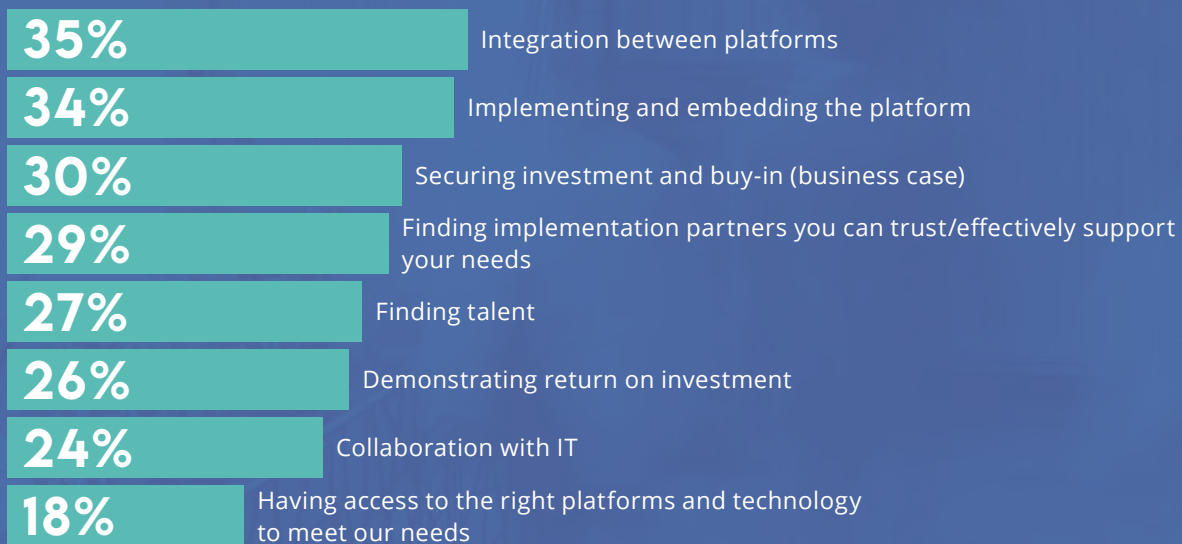 35%
Integration between platforms
34%
Implementing and embedding the platform
30%
Securing investment and buy-in (business case)
29%
Finding implementation partners you can trust/effectively support
your needs
27%
Finding talent
26%
Demonstrating return on investment
24%
Collaboration with IT
18%
Having access to the right platforms and technology
to meet our needs